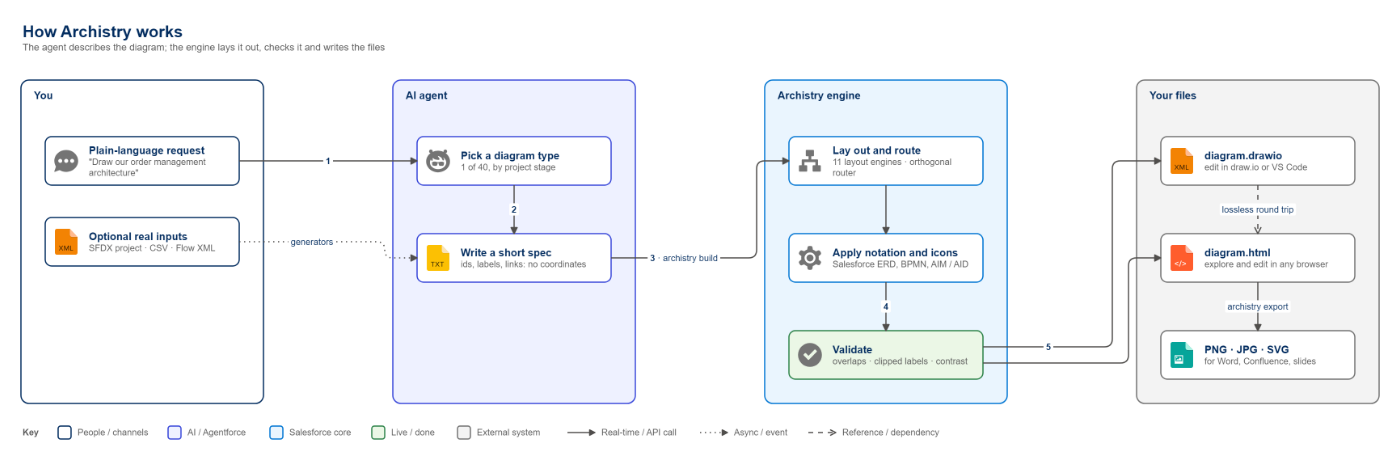 How Archistry works
The agent describes the diagram; the engine lays it out, checks it and writes the files
You
Plain-language request
"Draw our order management
architecture"
XML
Optional real inputs
SFDX project · CSV · Flow XML
1
generators
AI agent
Pick a diagram type
1 of 40, by project stage
2
TXT
Write a short spec
ids, labels, links: no coordinates
3 · archistry build
Archistry engine
Lay out and route
11 layout engines · orthogonal
router
Apply notation and icons
Salesforce ERD, BPMN, AIM / AID
4
Validate
overlaps · clipped labels · contrast
5
Your files
XML
diagram.drawio
edit in draw.io or VS Code
lossless round trip
</>
diagram.html
explore and edit in any browser
archistry export
PNG · JPG · SVG
for Word, Confluence, slides
Key
People / channels
AI / Agentforce
Salesforce core
Live / done
External system
Real-time / API call
Async / event
Reference / dependency